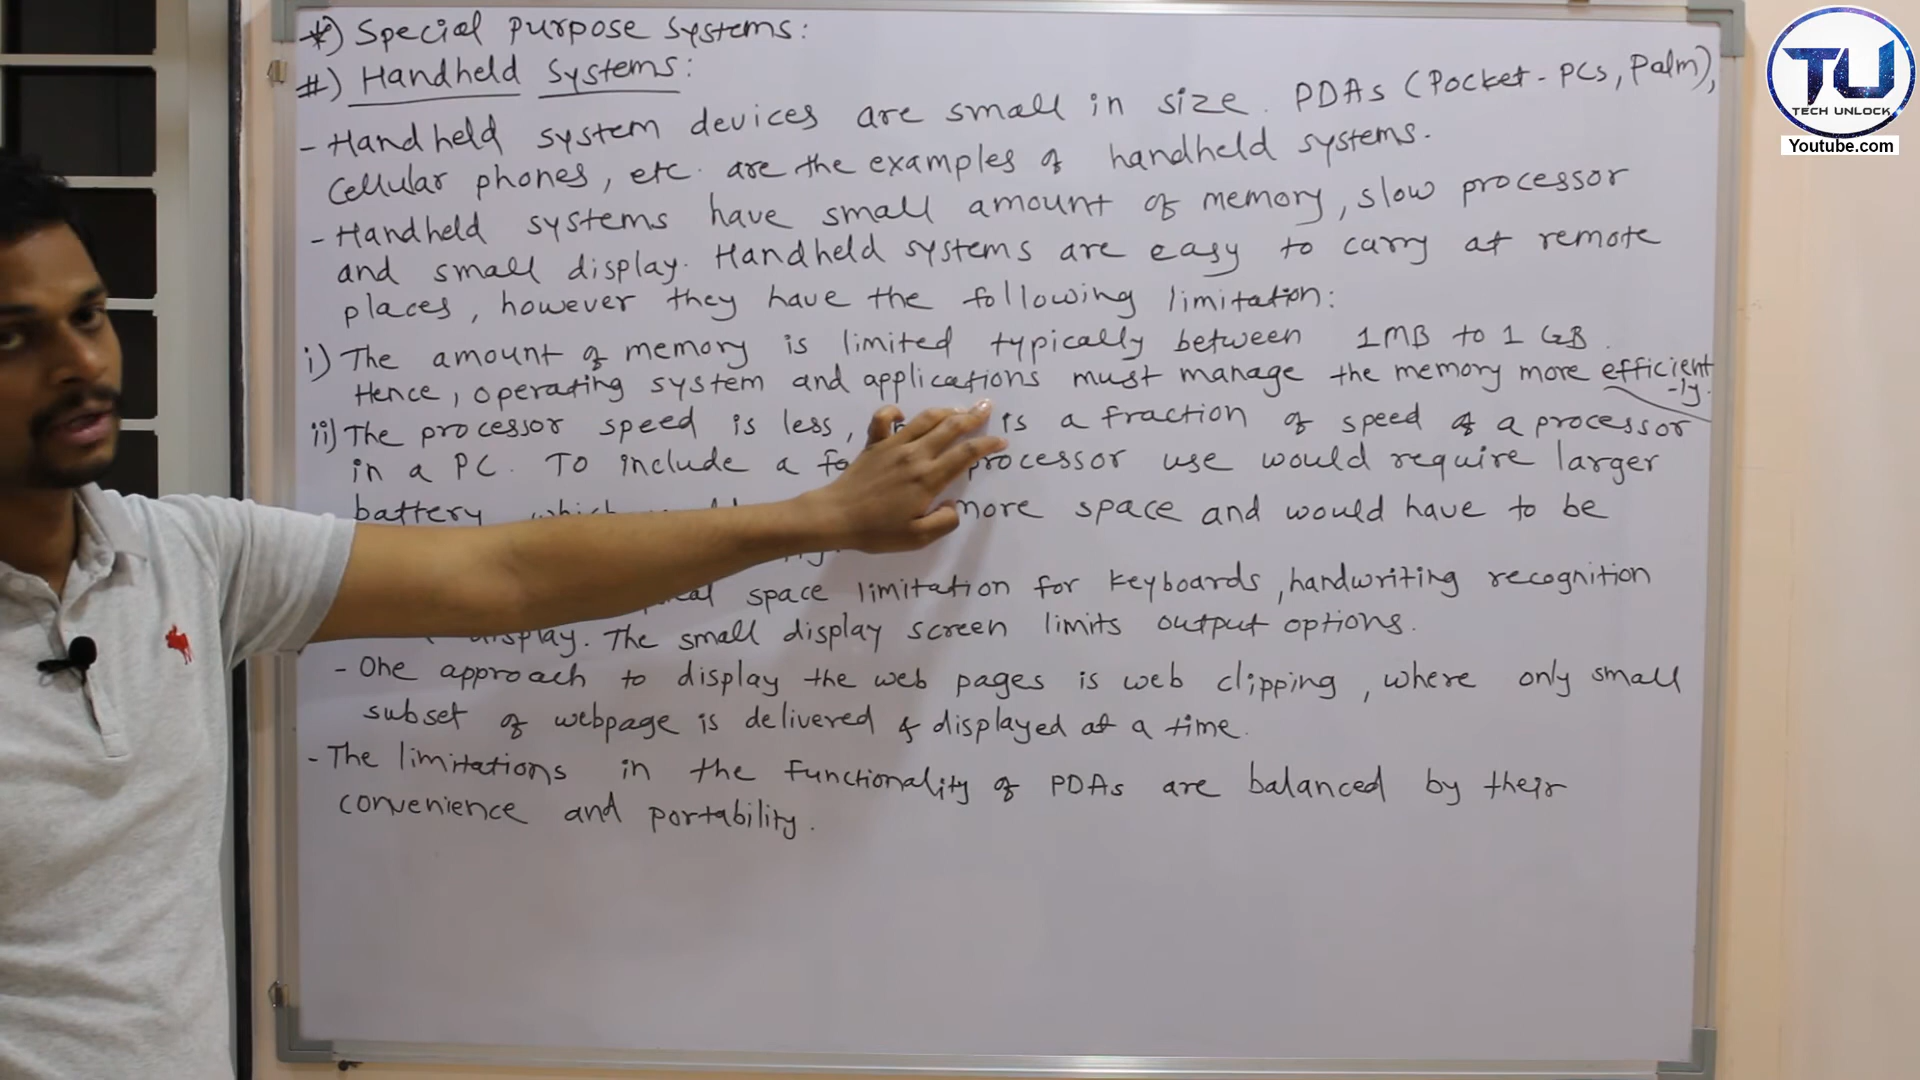 *) Special purpose systems:
#) Handheld systems:
- Handheld system devices are small in size. PDAs (Pocket-PCs, Palm),
cellular phones, etc. are the examples of handheld systems.
- Handheld systems have small amount of memory, slow processor
and small display. Handheld systems are easy to carry at remote
places, however they have the following limitation:
i) The amount of memory is limited typically between 1MB to 1 GB.
Hence, operating system and applications must manage the memory more efficient
-ly.
ii) The processor speed is less, is a fraction of speed of a processor
in a PC. To include a processor use would require larger
battery which more space and would have to be
space limitation for keyboards, handwriting recognition
display. The small display screen limits output options.
- One approach to display the web pages is web clipping, where only small
subset of webpage is delivered & displayed at a time.
- The limitations in the functionality of PDAs are balanced by their
convenience and portability.
TU
TECH UNLOCK
Youtube.com